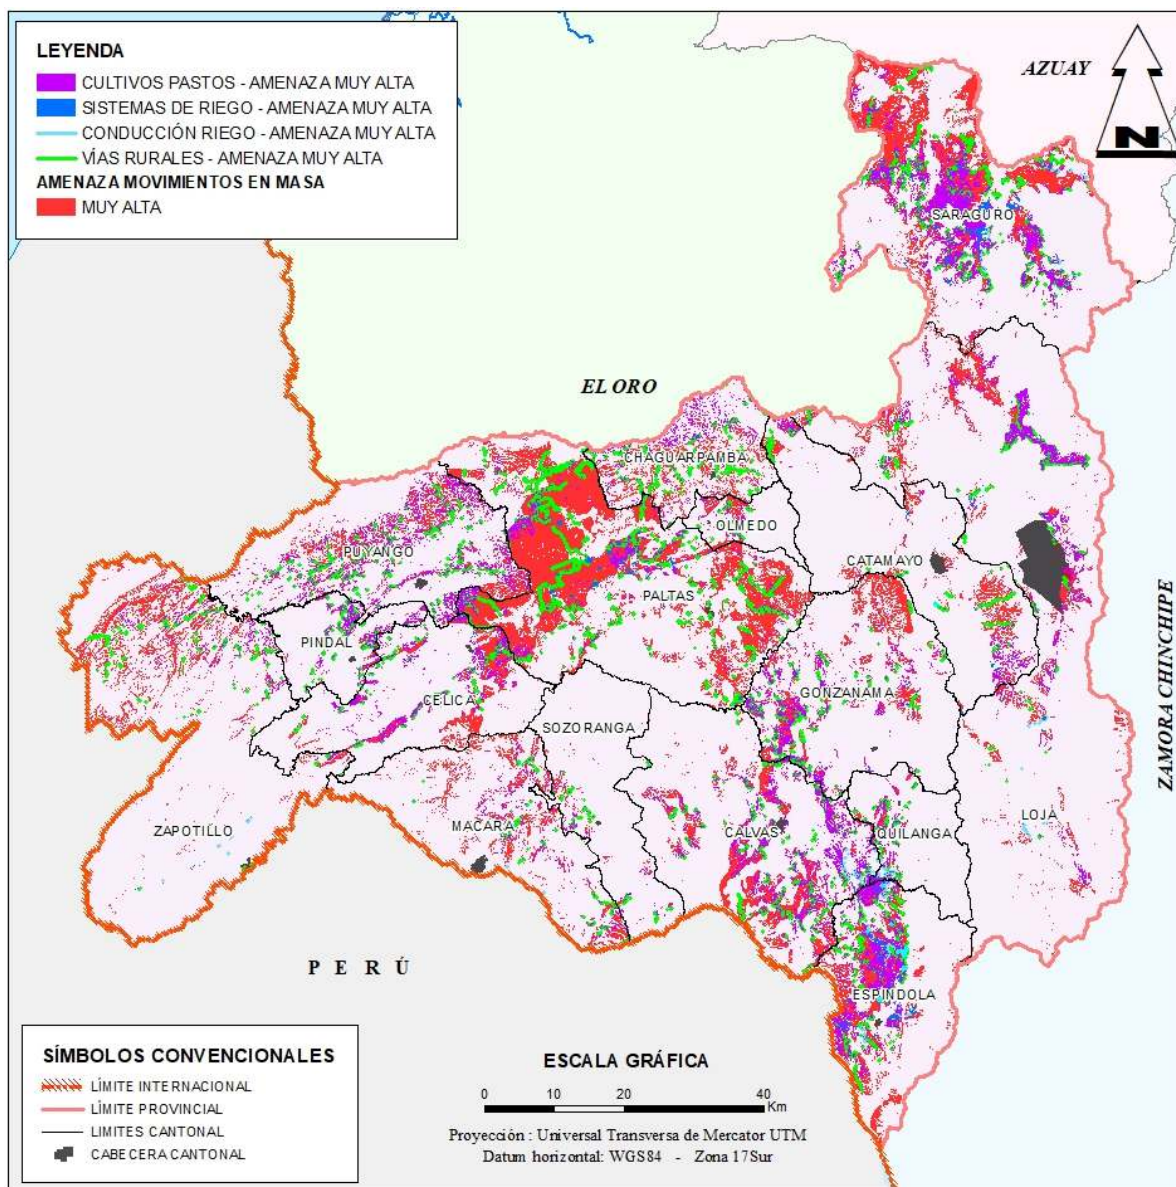 LEYENDA
CULTIVOS PASTOS - AMENAZA MUY ALTA
SISTEMAS DE RIEGO - AMENAZA MUY ALTA
CONDUCCIÓN RIEGO - AMENAZA MUY ALTA
VÍAS RURALES - AMENAZA MUY ALTA
AMENAZA MOVIMIENTOS EN MASA
MUY ALTA
AZUAY
N
SARAGURO
EL ORO
CHAGUARPAMBA
OLMEDO
PUYANGO
CATAMAYO
PALTAS
PINDAL
CELICA
GONZANAMA
SOZORANGA
ZAMORA CHINCHIPE
ZAPOTILLO
MACARA
CALVAS
QUILANGA
LOJA
P E R Ú
ESPINDOLA
SÍMBOLOS CONVENCIONALES
LÍMITE INTERNACIONAL
LÍMITE PROVINCIAL
LIMITES CANTONAL
CABECERA CANTONAL
ESCALA GRÁFICA
0 10 20 40
Km
Proyección : Universal Transversa de Mercator UTM
Datum horizontal: WGS84 - Zona 17Sur